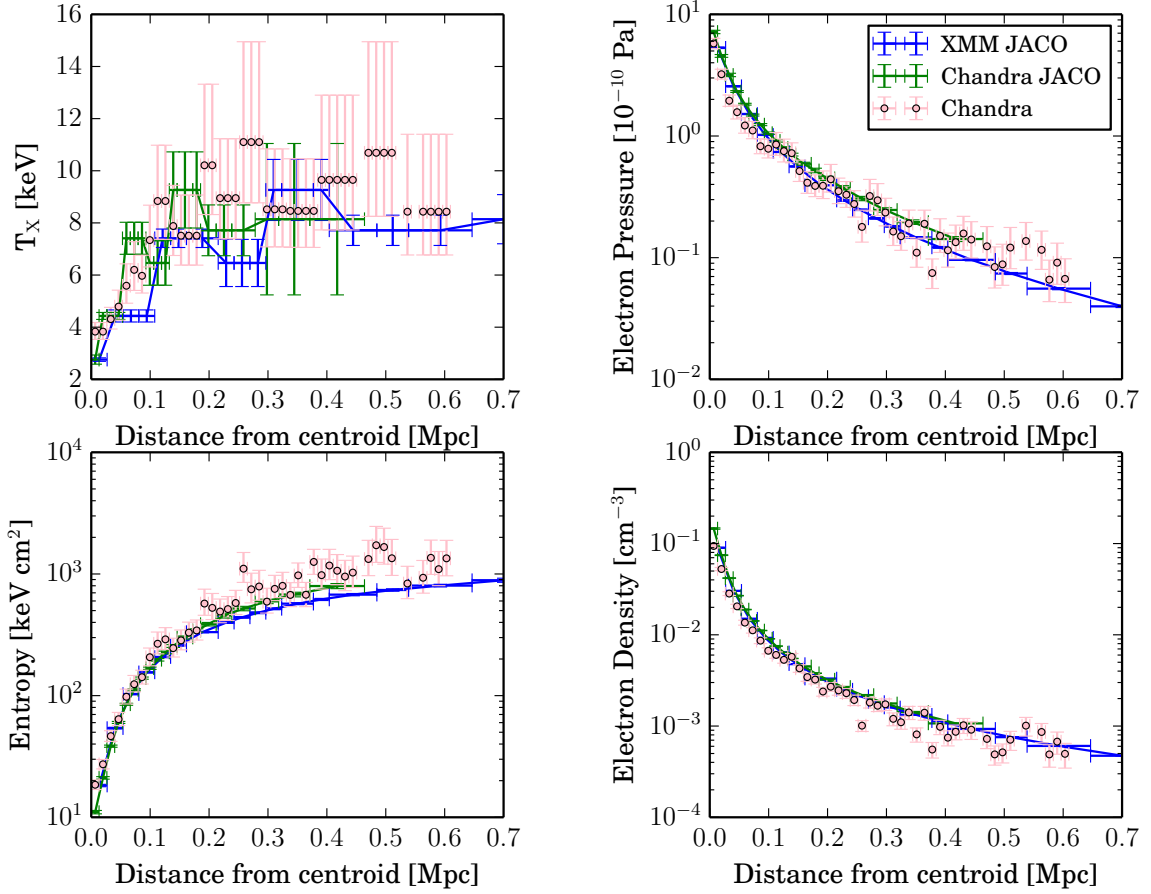 16
14
12
10
8
6
4
2
T_X [keV]
0.0 0.1 0.2 0.3 0.4 0.5 0.6 0.7
Distance from centroid [Mpc]
10^1
10^0
10^−1
10^−2
Electron Pressure [10^−10 Pa]
XMM JACO
Chandra JACO
Chandra
0.0 0.1 0.2 0.3 0.4 0.5 0.6 0.7
Distance from centroid [Mpc]
10^4
10^3
10^2
10^1
Entropy [keV cm^2]
0.0 0.1 0.2 0.3 0.4 0.5 0.6 0.7
Distance from centroid [Mpc]
10^0
10^−1
10^−2
10^−3
10^−4
Electron Density [cm^−3]
0.0 0.1 0.2 0.3 0.4 0.5 0.6 0.7
Distance from centroid [Mpc]